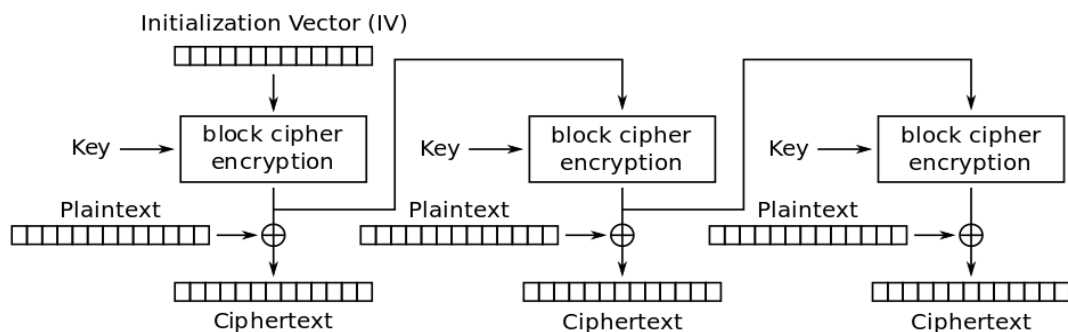 Initialization Vector (IV)
Key
block cipher
encryption
Key
block cipher
encryption
Key
block cipher
encryption
Plaintext
Plaintext
Plaintext
Ciphertext
Ciphertext
Ciphertext